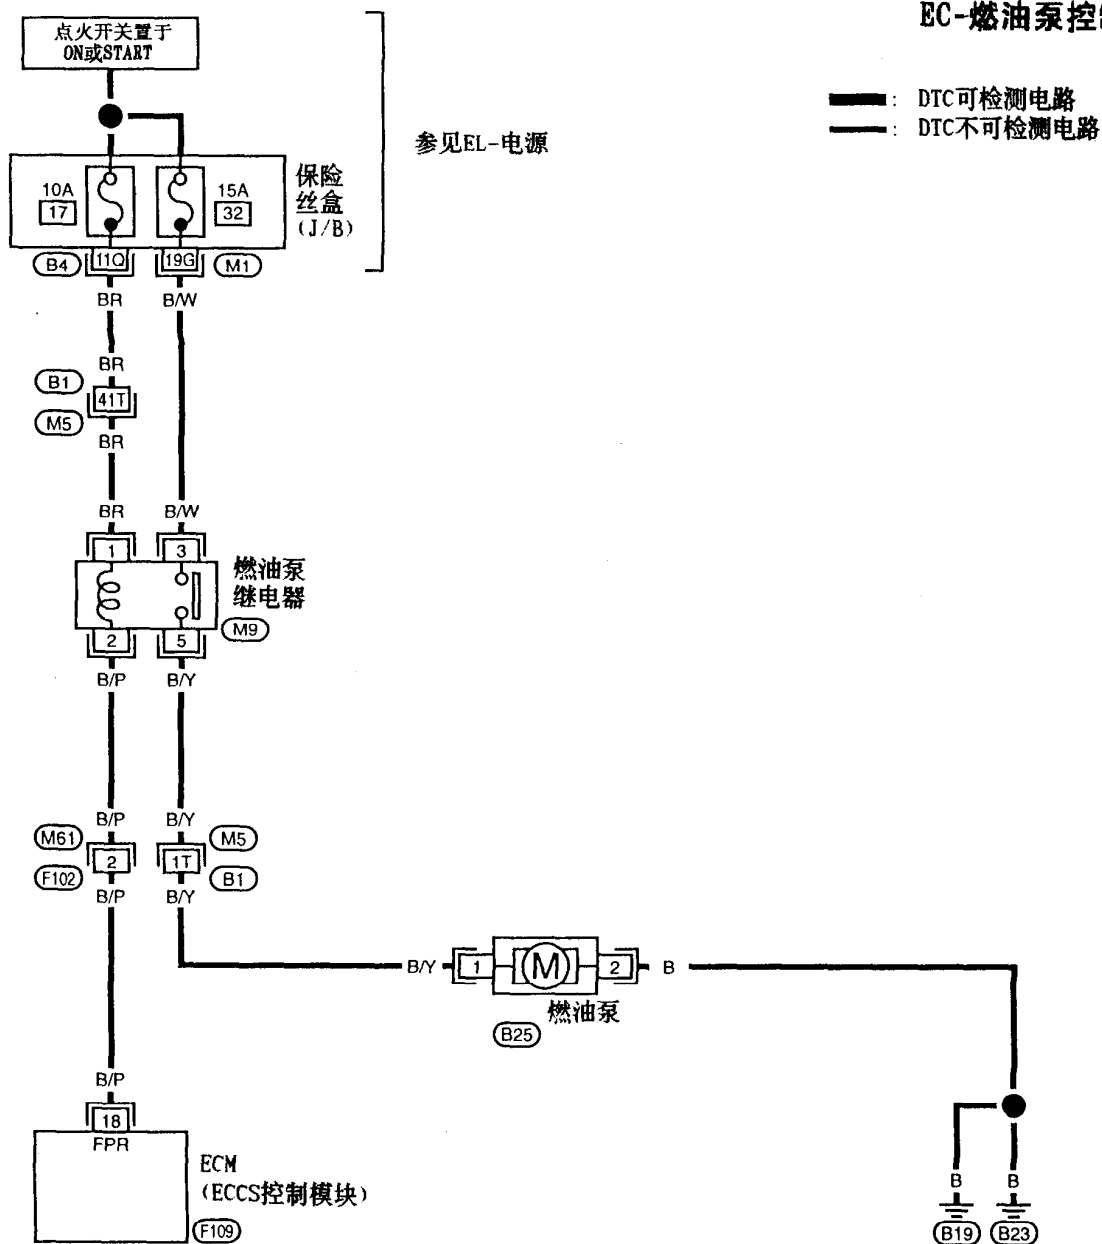 EC-燃油泵控
点火开关置于
ON或START
DTC可检测电路
DTC不可检测电路
参见EL-电源
保险
丝盒
(J/B)
10A
17
15A
32
B4
11Q
19G
M1
BR
B/W
BR
B1
41T
M5
BR
BR
B/W
1
3
燃油泵
继电器
M9
2
5
B/P
B/Y
B/P
B/Y
M61
M5
2
1T
F102
B1
B/P
B/Y
B/Y
1
M
2
B
燃油泵
B25
B/P
18
FPR
ECM
(ECCS控制模块)
F109
B
B
B19
B23